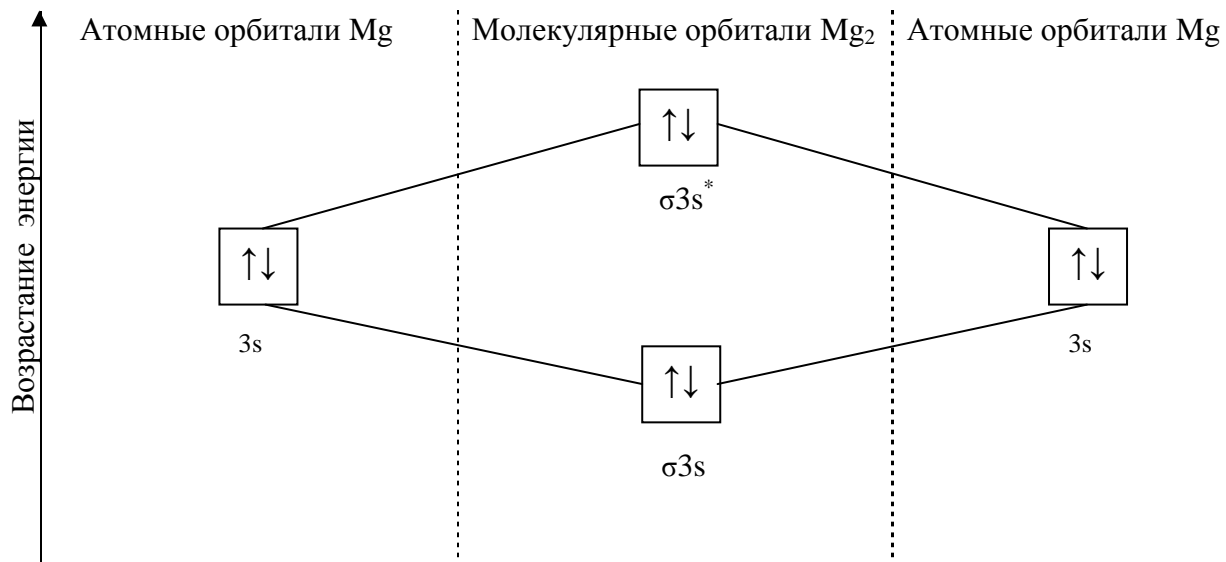 Атомные орбитали Mg
Молекулярные орбитали Mg₂
Атомные орбитали Mg
Возрастание энергии
↑↓
σ3s*
↑↓
↑↓
3s
3s
↑↓
σ3s